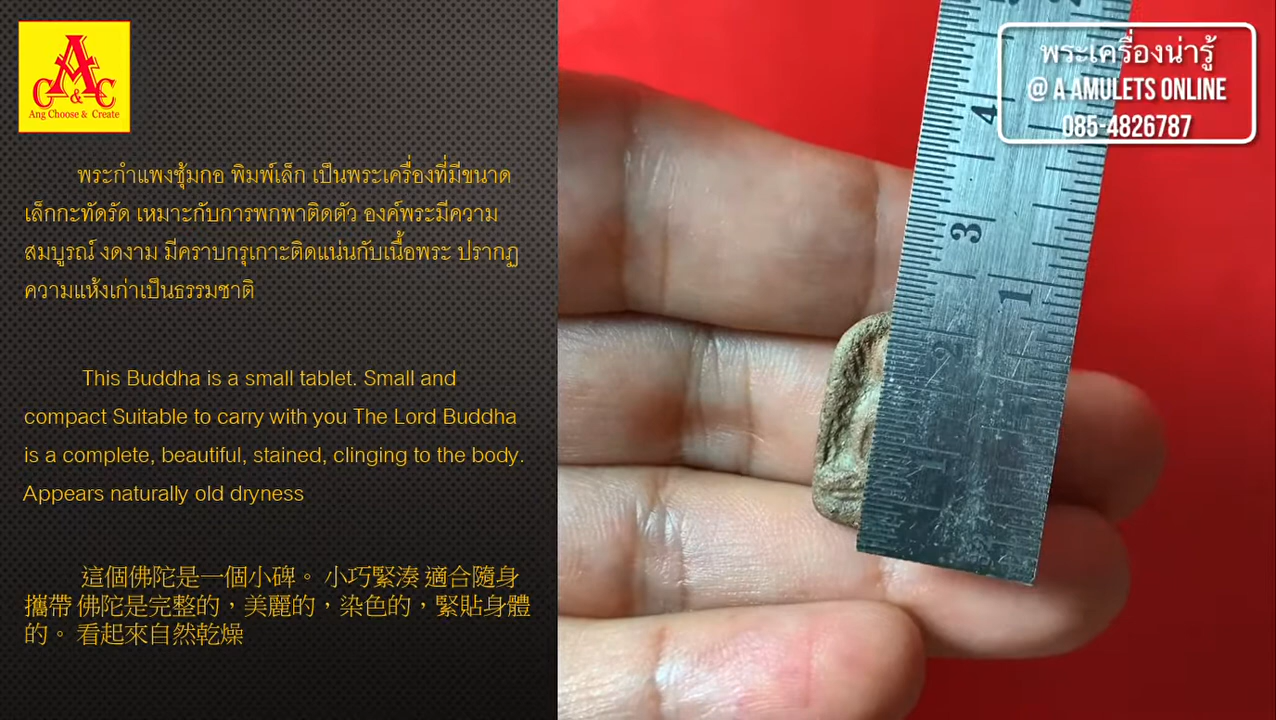 A
C & C
Ang Choose & Create
พระเครื่องน่ารู้
@ A AMULETS ONLINE
085-4826787
พระกำแพงซุ้มกอ พิมพ์เล็ก เป็นพระเครื่องที่มีขนาด
เล็กกะทัดรัด เหมาะกับการพกพาติดตัว องค์พระมีความ
สมบูรณ์ งดงาม มีคราบกรุเกาะติดแน่นกับเนื้อพระ ปรากฏ
ความแห้งเก่าเป็นธรรมชาติ
This Buddha is a small tablet. Small and
compact Suitable to carry with you The Lord Buddha
is a complete, beautiful, stained, clinging to the body.
Appears naturally old dryness
這個佛陀是一個小碑。 小巧緊湊 適合隨身
攜帶 佛陀是完整的，美麗的，染色的，緊貼身體
的。 看起來自然乾燥
4
3
2
1
1